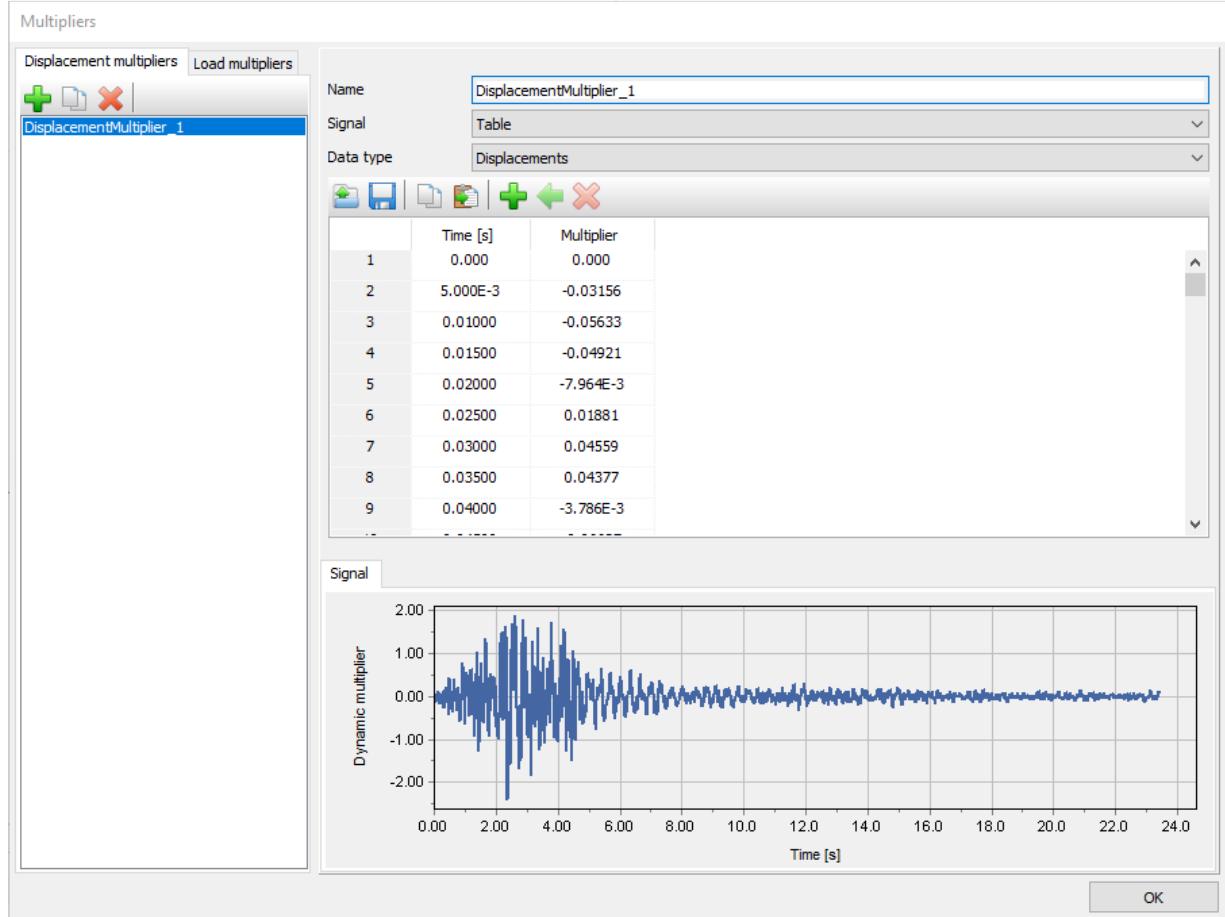 Multipliers
Displacement multipliers Load multipliers
DisplacementMultiplier_1
Name DisplacementMultiplier_1
Signal Table
Data type Displacements
Time [s] Multiplier
1 0.000 0.000
2 5.000E-3 -0.03156
3 0.01000 -0.05633
4 0.01500 -0.04921
5 0.02000 -7.964E-3
6 0.02500 0.01881
7 0.03000 0.04559
8 0.03500 0.04377
9 0.04000 -3.786E-3
Signal
Dynamic multiplier
2.00
1.00
0.00
-1.00
-2.00
0.00 2.00 4.00 6.00 8.00 10.0 12.0 14.0 16.0 18.0 20.0 22.0 24.0
Time [s]
OK